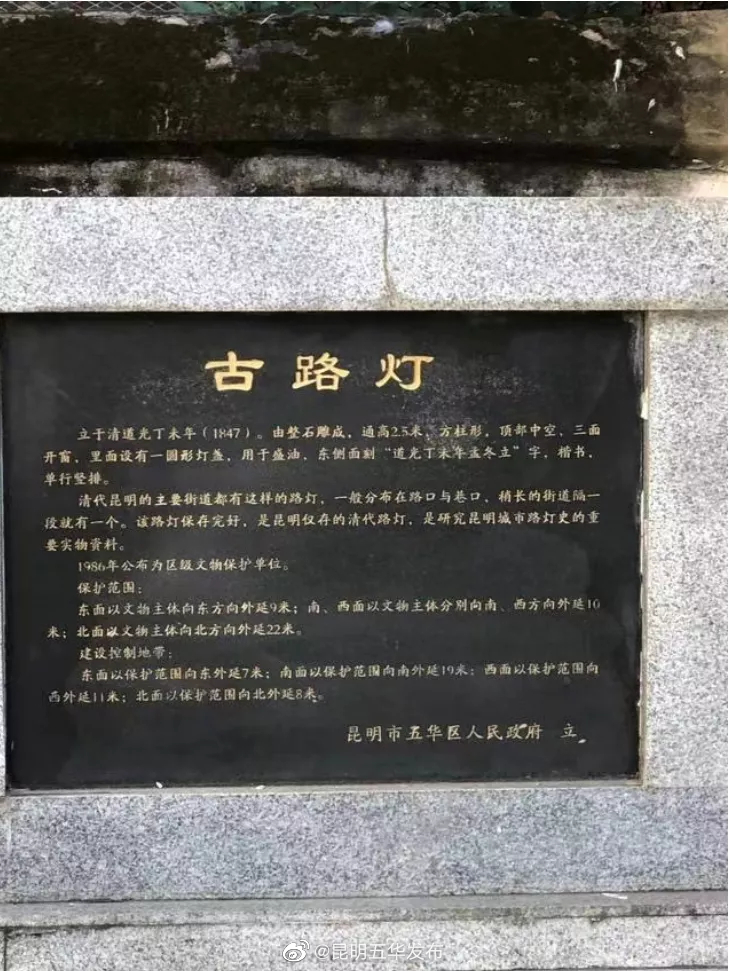 古路灯
立于清道光丁未年（1847）。由整石雕成，通高2.5米，方柱形，顶部中空，三面
开窗，里面设有一圆形灯盏，用于盛油，东侧面刻“道光丁未年孟冬立”字，楷书，
单行竖排。
清代昆明的主要街道都有这样的路灯，一般分布在路口与巷口，稍长的街道隔一
段就有一个。该路灯保存完好，是昆明仅存的清代路灯，是研究昆明城市路灯史的重
要实物资料。
1986年公布为区级文物保护单位。
保护范围：
东面以文物主体向东方向外延9米；南、西面以文物主体分别向南、西方向外延10
米；北面以文物主体向北方向外延22米。
建设控制地带：
东面以保护范围向东外延7米；南面以保护范围向南外延19米；西面以保护范围向
西外延11米；北面以保护范围向北外延8米。
昆明市五华区人民政府 立
@昆明五华发布